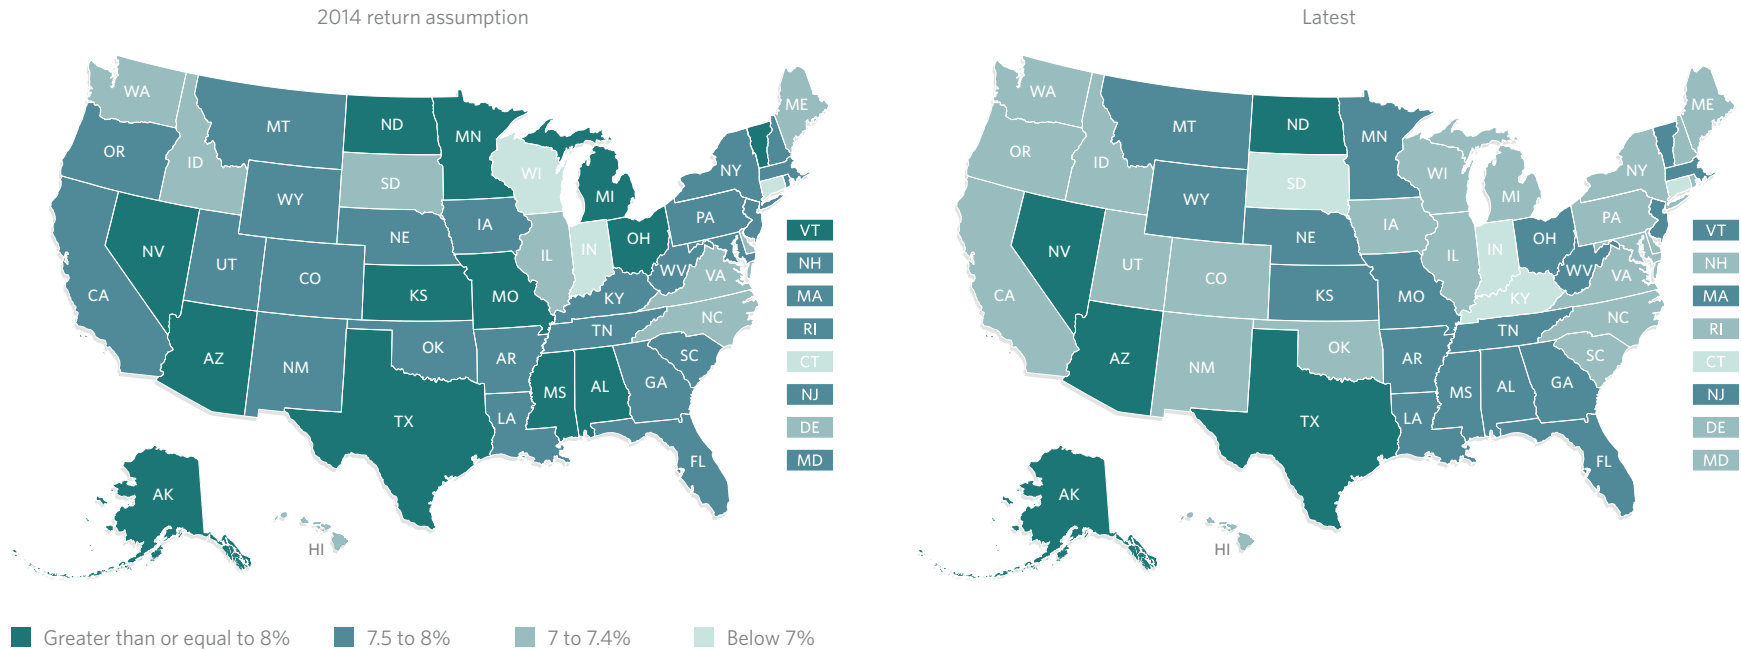 2014 return assumption
WA
MT
ND
MN
ME
OR
ID
SD
WI
MI
NY
WY
IA
PA
NE
OH
NV
UT
CO
IL
IN
WV
VA
CA
KS
MO
KY
NC
TN
AZ
NM
OK
AR
SC
MS
AL
GA
TX
LA
FL
AK
HI
VT
NH
MA
RI
CT
NJ
DE
MD
Latest
WA
MT
ND
MN
ME
OR
ID
SD
WI
MI
NY
WY
IA
PA
NE
OH
NV
UT
CO
IL
IN
WV
VA
CA
KS
MO
KY
NC
TN
AZ
NM
OK
AR
SC
MS
AL
GA
TX
LA
FL
AK
HI
VT
NH
MA
RI
CT
NJ
DE
MD
Greater than or equal to 8%
7.5 to 8%
7 to 7.4%
Below 7%